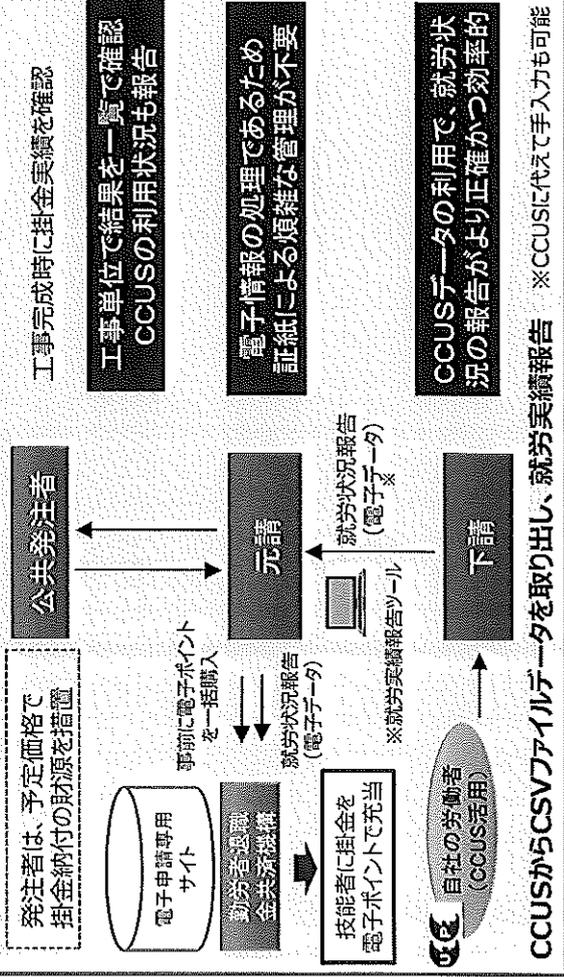 発注者は、予定価格で
掛金納付の財源を措置
公共発注者
工事完成時に掛金実績を確認
工事単位で結果を一覧で確認
CCUSの利用状況も報告
電子申請専用
サイト
事前に電子ポイント
を一括購入
勤労者退職
金共済機構
就労状況報告
(電子データ)
元請
電子情報の処理であるため
証紙による煩雑な管理が不要
技能者に掛金を
電子ポイントで充当
※就労実績報告ツール
就労状況報告
(電子データ)
※
自社の労働者
(CCUS活用)
下請
CCUSデータの利用で、就労状
況の報告がより正確かつ効率的
CCUSからCSVファイルデータを取り出し、就労実績報告
※CCUSに代えて手入力も可能